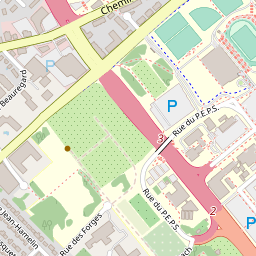 Chemin
P
Beauregard
P
Rue du P.E.P.S.
3
Jean-Hamelin
Rue des Forges
Rue du P.E.P.S.
2
P